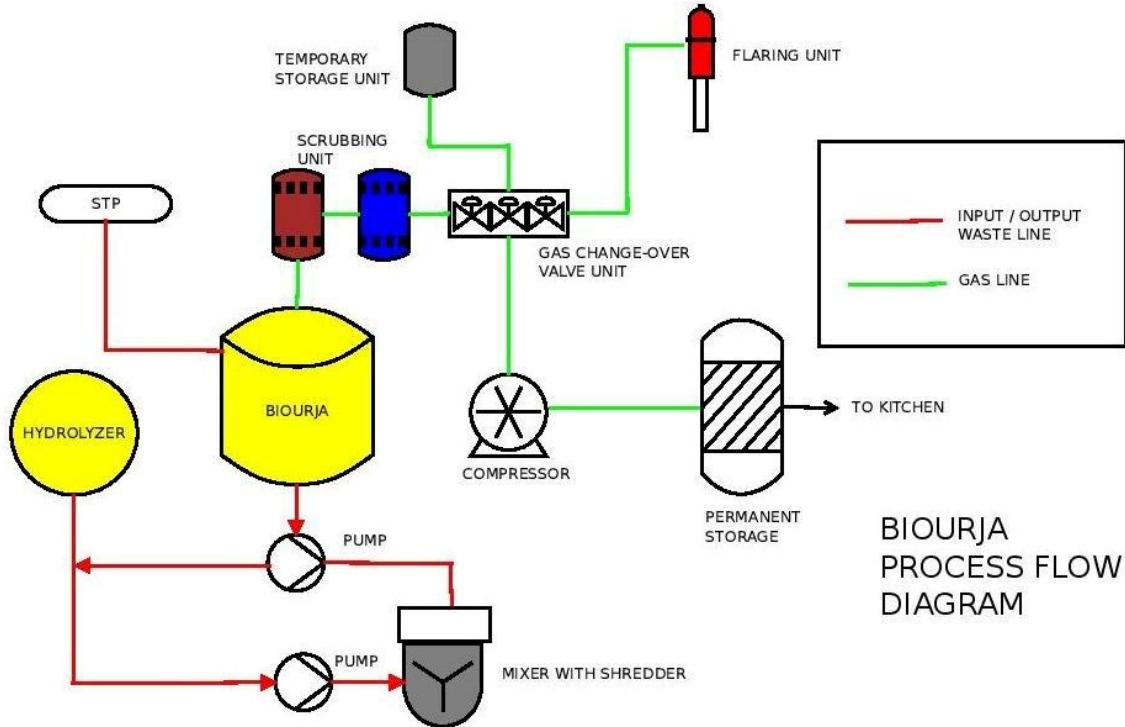 TEMPORARY
STORAGE UNIT
FLARING UNIT
SCRUBBING
UNIT
STP
GAS CHANGE-OVER
VALVE UNIT
INPUT / OUTPUT
WASTE LINE
GAS LINE
BIOURJA
HYDROLYZER
COMPRESSOR
TO KITCHEN
PERMANENT
STORAGE
PUMP
PUMP
MIXER WITH SHREDDER
BIOURJA
PROCESS FLOW
DIAGRAM